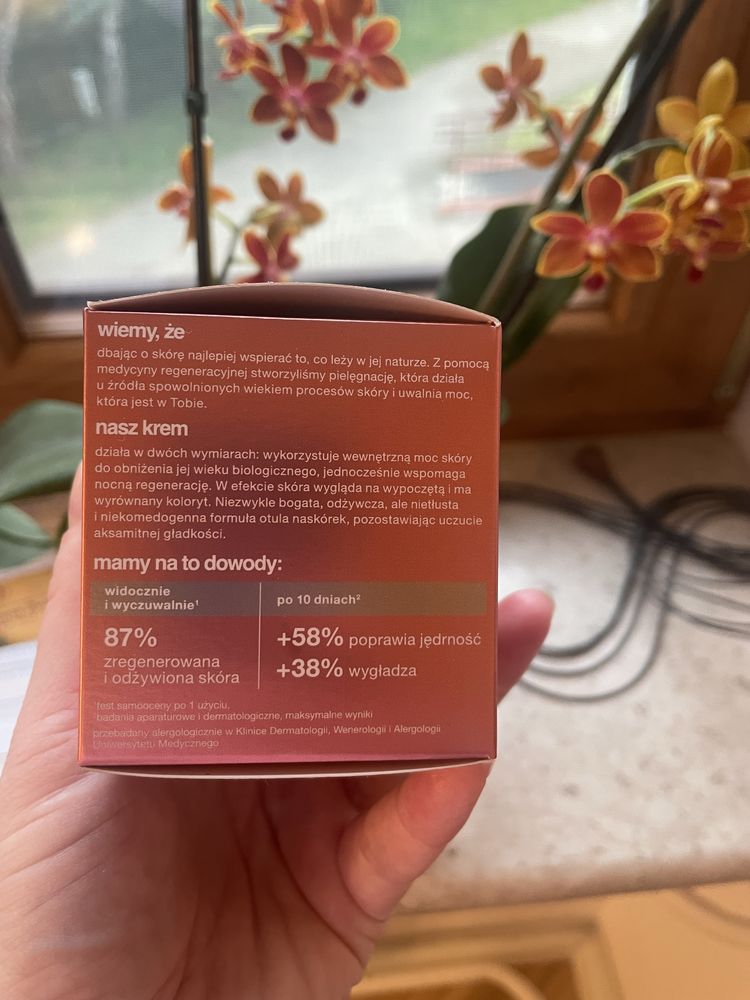 wiemy, że
dbając o skórę najlepiej wspierać to, co leży w jej naturze. Z pomocą
medycyny regeneracyjnej stworzyliśmy pielęgnację, która działa
u źródła spowolnionych wiekiem procesów skóry i uwalnia moc,
która jest w Tobie.
nasz krem
działa w dwóch wymiarach: wykorzystuje wewnętrzną moc skóry
do obniżenia jej wieku biologicznego, jednocześnie wspomaga
nocną regenerację. W efekcie skóra wygląda na wypoczętą i ma
wyrównany koloryt. Niezwykle bogata, odżywcza, ale nietłusta
i niekomedogenna formuła otula naskórek, pozostawiając uczucie
aksamitnej gładkości.
mamy na to dowody:
widocznie
i wyczuwalnie¹
po 10 dniach²
87%
zregenerowana
i odżywiona skóra
+58% poprawia jędrność
+38% wygładza
¹test samooceny po 1 użyciu,
²badania aparaturowe i dermatologiczne, maksymalne wyniki
przebadany alergologicznie w Klinice Dermatologii, Wenerologii i Alergologii
Uniwersytetu Medycznego